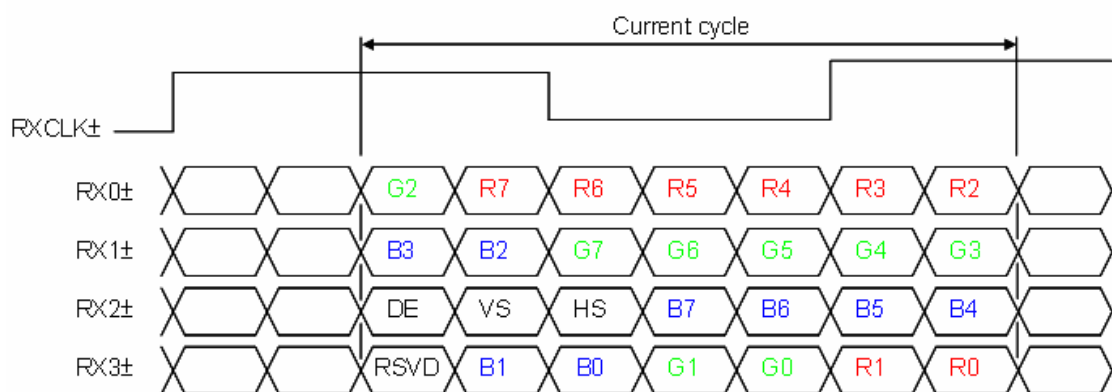 Current cycle
RXCLK±
RX0± G2 R7 R6 R5 R4 R3 R2
RX1± B3 B2 G7 G6 G5 G4 G3
RX2± DE VS HS B7 B6 B5 B4
RX3± RSVD B1 B0 G1 G0 R1 R0